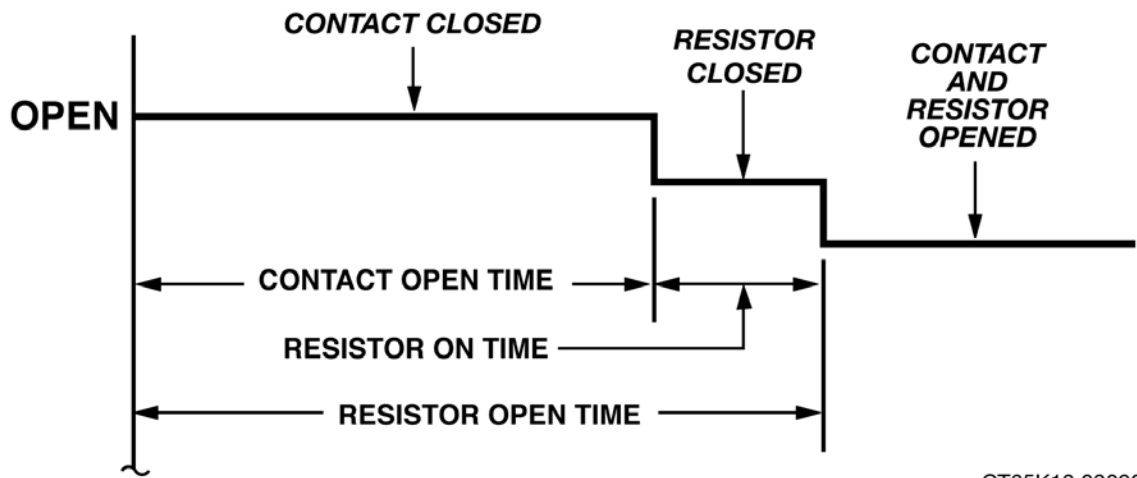 CONTACT CLOSED
RESISTOR
CLOSED
CONTACT
AND
RESISTOR
OPENED
OPEN
CONTACT OPEN TIME
RESISTOR ON TIME
RESISTOR OPEN TIME